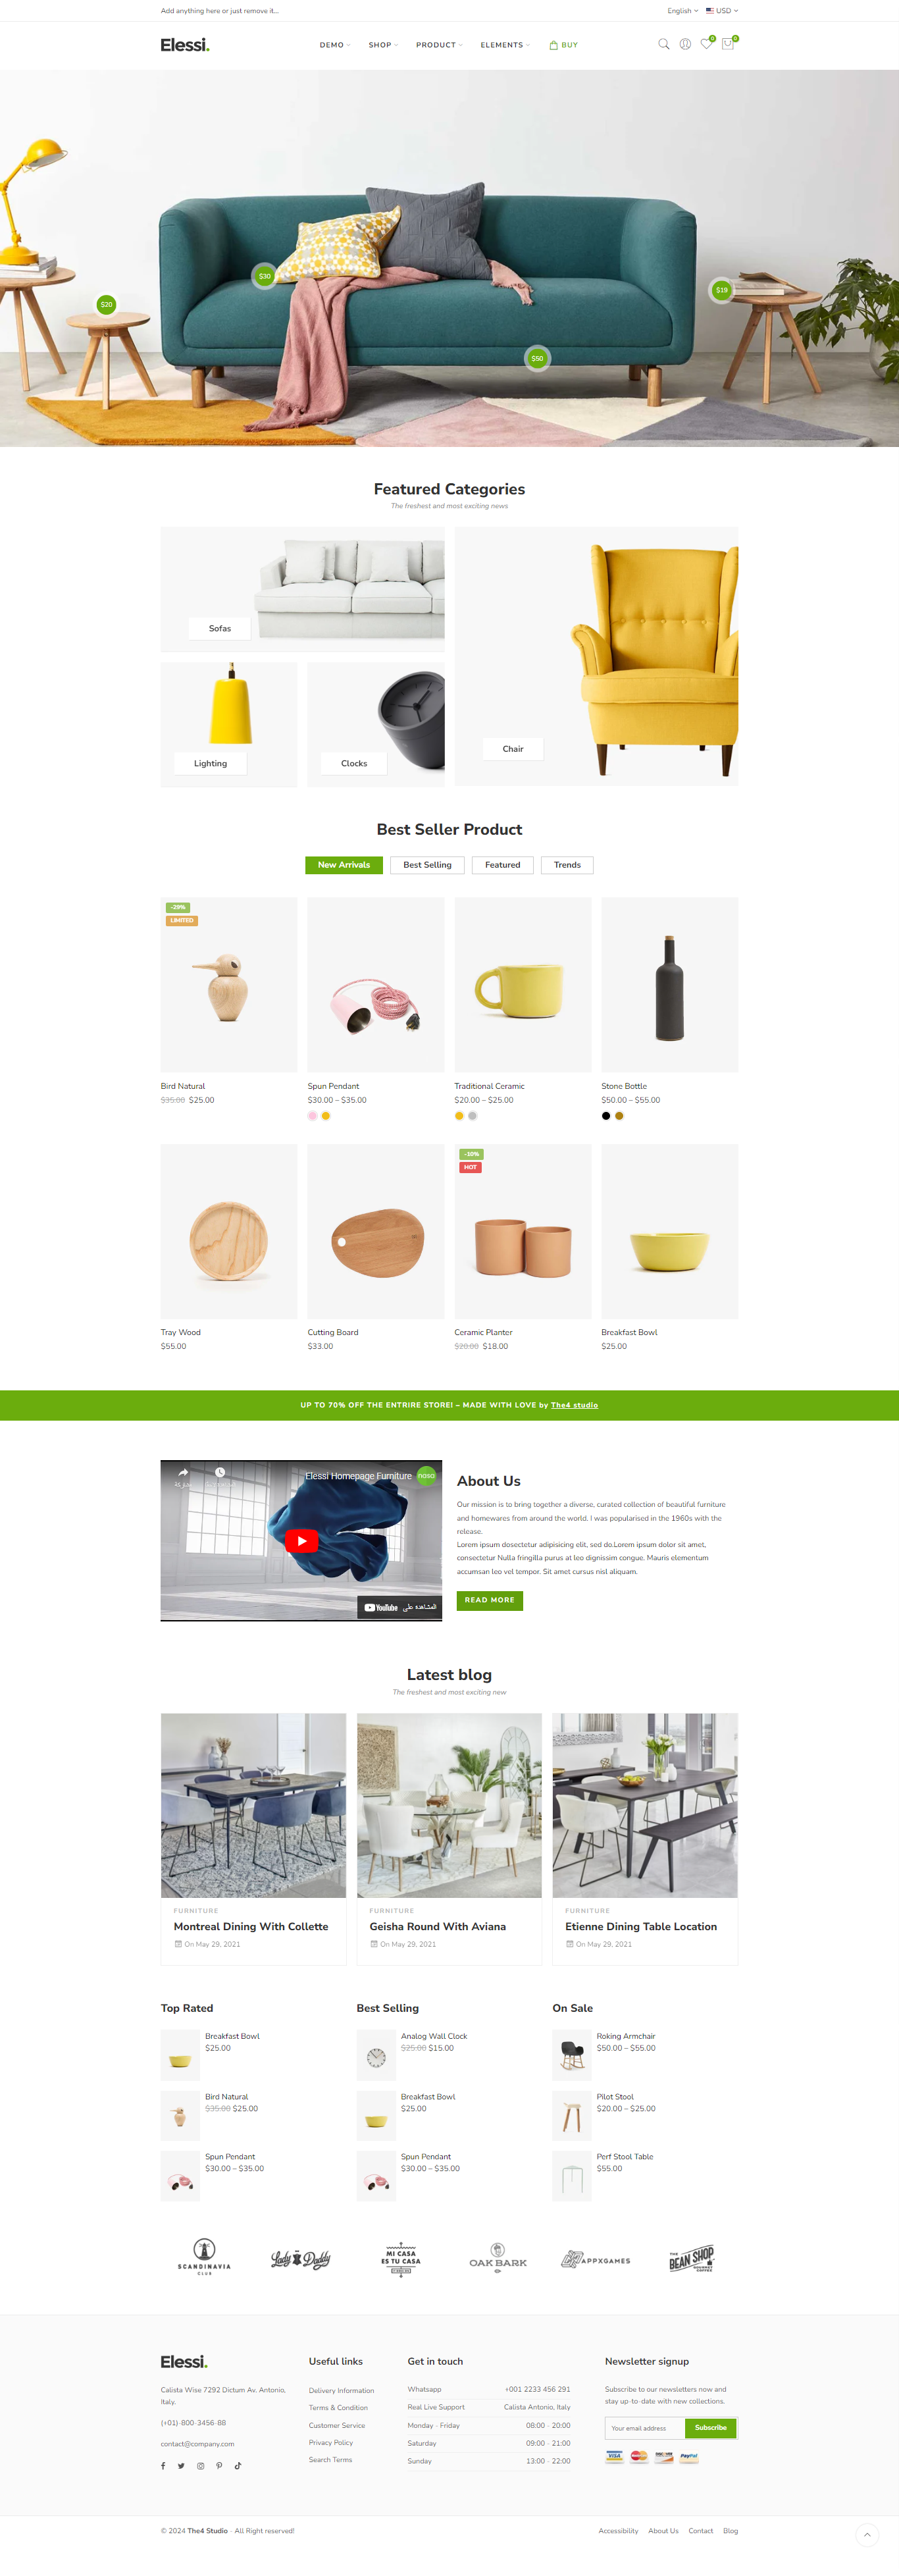 Add anything here or just remove it...
English USD
Elessi.
DEMO SHOP PRODUCT ELEMENTS BUY
0 0
$30
$20
$19
$50
Featured Categories
The freshest and most exciting news
Sofas
Lighting
Clocks
Chair
Best Seller Product
New Arrivals Best Selling Featured Trends
-29%
LIMITED
Bird Natural
$35.00 $25.00
Spun Pendant
$30.00 – $35.00
Traditional Ceramic
$20.00 – $25.00
Stone Bottle
$50.00 – $55.00
-10%
HOT
Tray Wood
$55.00
Cutting Board
$33.00
Ceramic Planter
$20.00 $18.00
Breakfast Bowl
$25.00
UP TO 70% OFF THE ENTRIRE STORE! – MADE WITH LOVE by The4 studio
Elessi Homepage Furniture
nasa
المشاهدة على YouTube
About Us
Our mission is to bring together a diverse, curated collection of beautiful furniture
and homewares from around the world. I was popularised in the 1960s with the
release.
Lorem ipsum dosectetur adipisicing elit, sed do.Lorem ipsum dolor sit amet,
consectetur Nulla fringilla purus at leo dignissim congue. Mauris elementum
accumsan leo vel tempor. Sit amet cursus nisl aliquam.
READ MORE
Latest blog
The freshest and most exciting new
FURNITURE
Montreal Dining With Collette
On May 29, 2021
FURNITURE
Geisha Round With Aviana
On May 29, 2021
FURNITURE
Etienne Dining Table Location
On May 29, 2021
Top Rated
Breakfast Bowl
$25.00
Bird Natural
$35.00 $25.00
Spun Pendant
$30.00 – $35.00
Best Selling
Analog Wall Clock
$25.00 $15.00
Breakfast Bowl
$25.00
Spun Pendant
$30.00 – $35.00
On Sale
Roking Armchair
$50.00 – $55.00
Pilot Stool
$20.00 – $25.00
Perf Stool Table
$55.00
SCANDINAVIA
CLUB
Lady & Daddy
MI CASA
ES TU CASA
OAK BARK
APPXGAMES
THE
BEAN SHOP
GOURMET
COFFEE
Elessi.
Calista Wise 7292 Dictum Av. Antonio,
Italy.
(+01)-800-3456-88
contact@company.com
Useful links
Delivery Information
Terms & Condition
Customer Service
Privacy Policy
Search Terms
Get in touch
Whatsapp +001 2233 456 291
Real Live Support Calista Antonio, Italy
Monday - Friday 08:00 - 20:00
Saturday 09:00 - 21:00
Sunday 13:00 - 22:00
Newsletter signup
Subscribe to our newsletters now and
stay up-to-date with new collections.
Your email address Subscribe
VISA MasterCard DISCOVER PayPal
© 2024 The4 Studio - All Right reserved!
Accessibility About Us Contact Blog